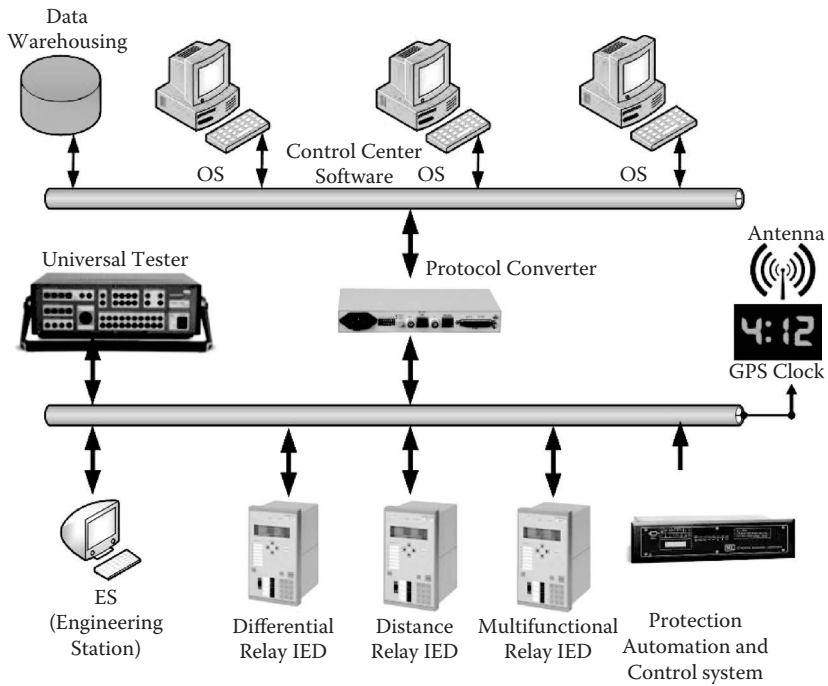 Data
Warehousing
OS
Control Center
Software
OS
OS
Universal Tester
Protocol Converter
Antenna
4:12
GPS Clock
ES
(Engineering
Station)
Differential
Relay IED
Distance
Relay IED
Multifunctional
Relay IED
Protection
Automation and
Control system